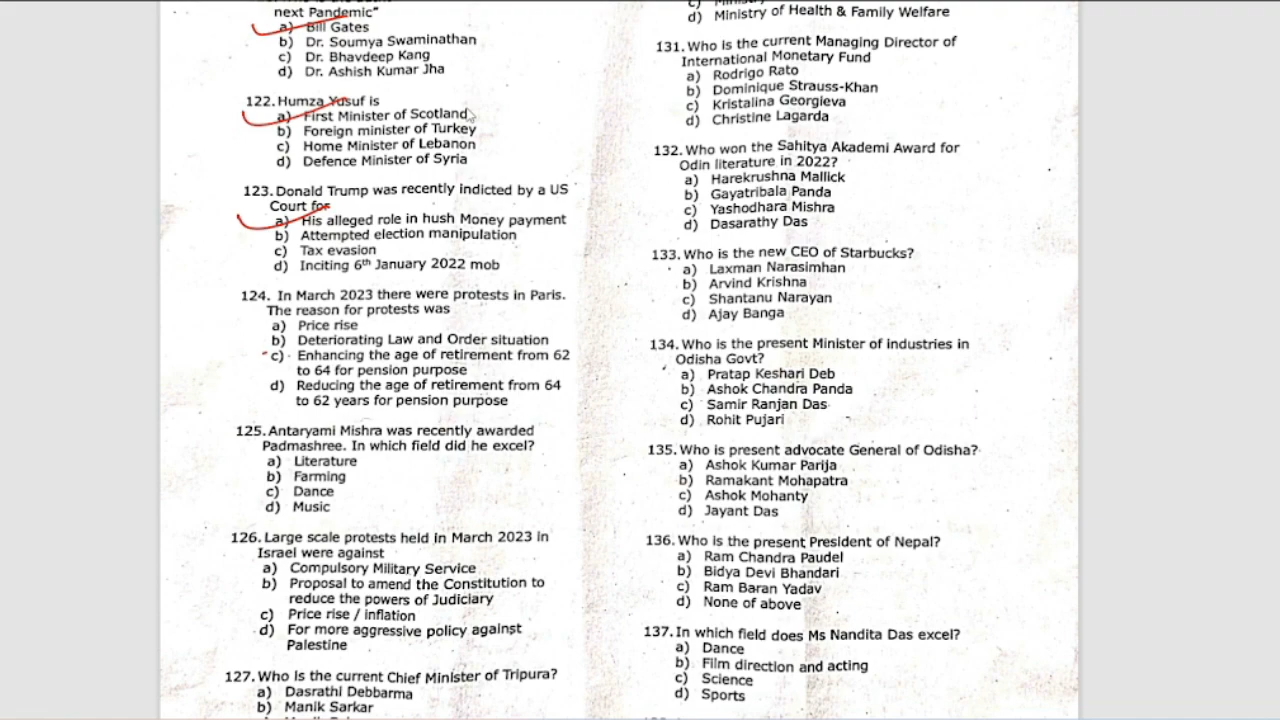 next Pandemic"
a) Bill Gates
b) Dr. Soumya Swaminathan
c) Dr. Bhavdeep Kang
d) Dr. Ashish Kumar Jha
122. Humza Yusuf is
a) First Minister of Scotland
b) Foreign minister of Turkey
c) Home Minister of Lebanon
d) Defence Minister of Syria
123. Donald Trump was recently indicted by a US
Court for
a) His alleged role in hush Money payment
b) Attempted election manipulation
c) Tax evasion
d) Inciting 6th January 2022 mob
124. In March 2023 there were protests in Paris.
The reason for protests was
a) Price rise
b) Deteriorating Law and Order situation
c) Enhancing the age of retirement from 62
to 64 for pension purpose
d) Reducing the age of retirement from 64
to 62 years for pension purpose
125. Antaryami Mishra was recently awarded
Padmashree. In which field did he excel?
a) Literature
b) Farming
c) Dance
d) Music
126. Large scale protests held in March 2023 in
Israel were against
a) Compulsory Military Service
b) Proposal to amend the Constitution to
reduce the powers of Judiciary
c) Price rise / inflation
d) For more aggressive policy against
Palestine
127. Who is the current Chief Minister of Tripura?
a) Dasrathi Debbarma
b) Manik Sarkar
d) Ministry of Health & Family Welfare
131. Who is the current Managing Director of
International Monetary Fund
a) Rodrigo Rato
b) Dominique Strauss-Khan
c) Kristalina Georgieva
d) Christine Lagarda
132. Who won the Sahitya Akademi Award for
Odin literature in 2022?
a) Harekrushna Mallick
b) Gayatribala Panda
c) Yashodhara Mishra
d) Dasarathy Das
133. Who is the new CEO of Starbucks?
a) Laxman Narasimhan
b) Arvind Krishna
c) Shantanu Narayan
d) Ajay Banga
134. Who is the present Minister of industries in
Odisha Govt?
a) Pratap Keshari Deb
b) Ashok Chandra Panda
c) Samir Ranjan Das
d) Rohit Pujari
135. Who is present advocate General of Odisha?
a) Ashok Kumar Parija
b) Ramakant Mohapatra
c) Ashok Mohanty
d) Jayant Das
136. Who is the present President of Nepal?
a) Ram Chandra Paudel
b) Bidya Devi Bhandari
c) Ram Baran Yadav
d) None of above
137. In which field does Ms Nandita Das excel?
a) Dance
b) Film direction and acting
c) Science
d) Sports